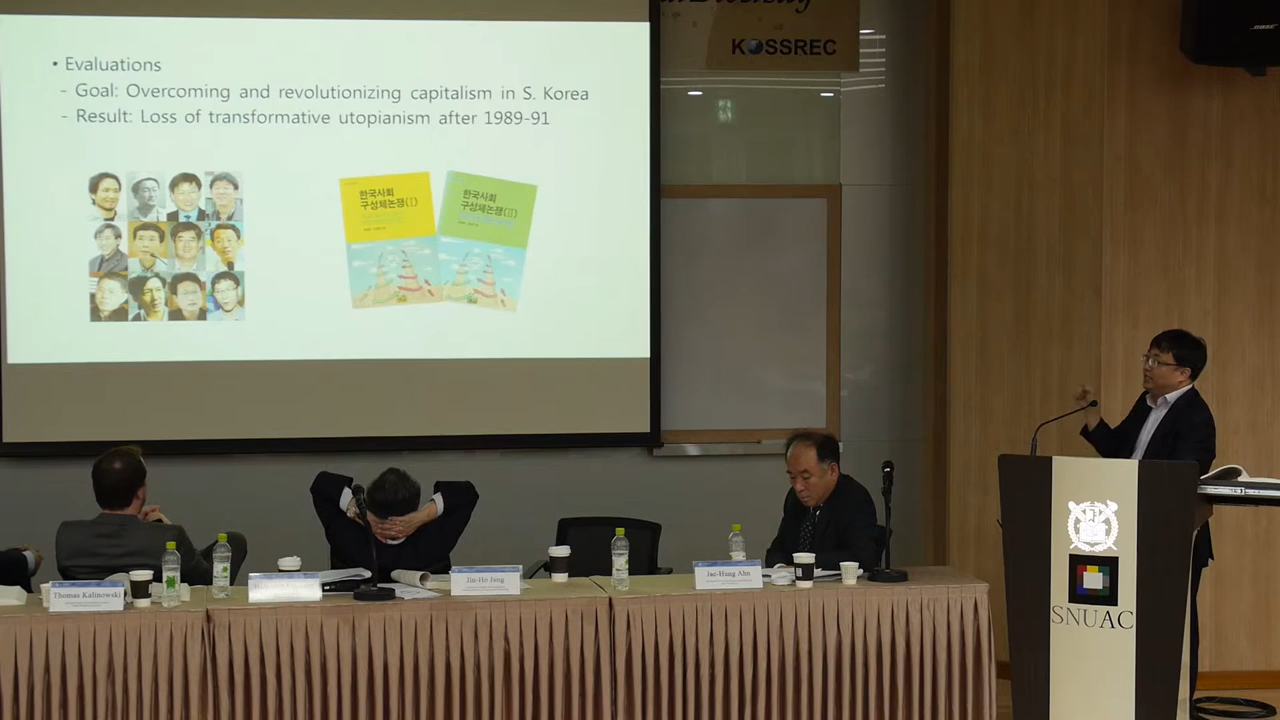 • Evaluations
- Goal: Overcoming and revolutionizing capitalism in S. Korea
- Result: Loss of transformative utopianism after 1989-91
한국사회
구성체논쟁(I)
한국사회
구성체논쟁(II)
KOSSREC
BOSE
Thomas Kalinowski
Jin-Ho Jang
Jae-Hung Ahn
SNUAC